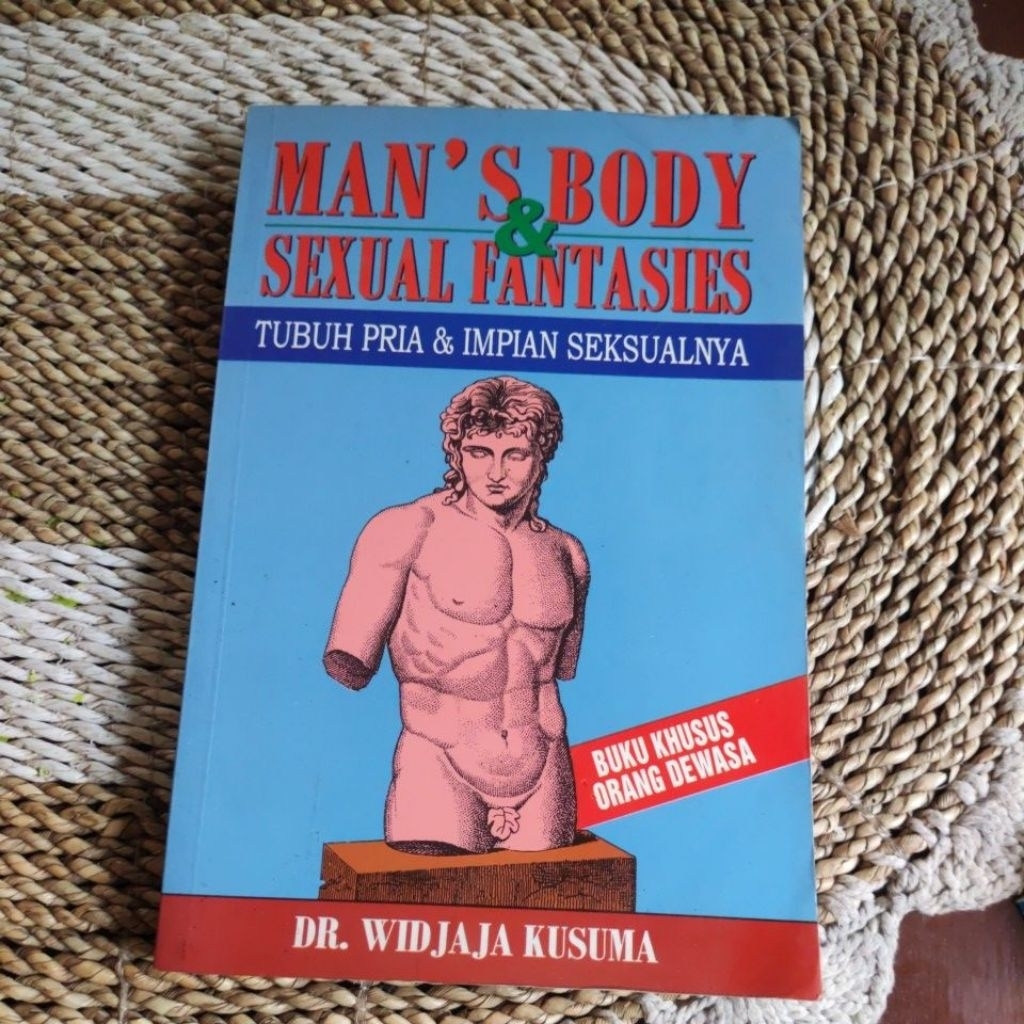 MAN'S BODY
&
SEXUAL FANTASIES
TUBUH PRIA & IMPIAN SEKSUALNYA
BUKU KHUSUS
ORANG DEWASA
DR. WIDJAJA KUSUMA